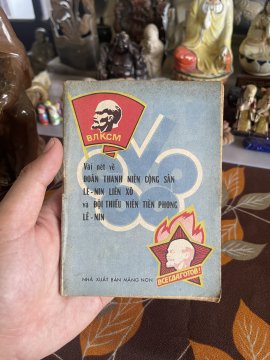 ВЛКСМ
Vài nét về
ĐOÀN THANH NIÊN CỘNG SẢN
LÊ-NIN LIÊN XÔ
và ĐỘI THIẾU NIÊN TIỀN PHONG
LÊ-NIN
ВСЕГДА ГОТОВ!
NHÀ XUẤT BẢN MĂNG NON